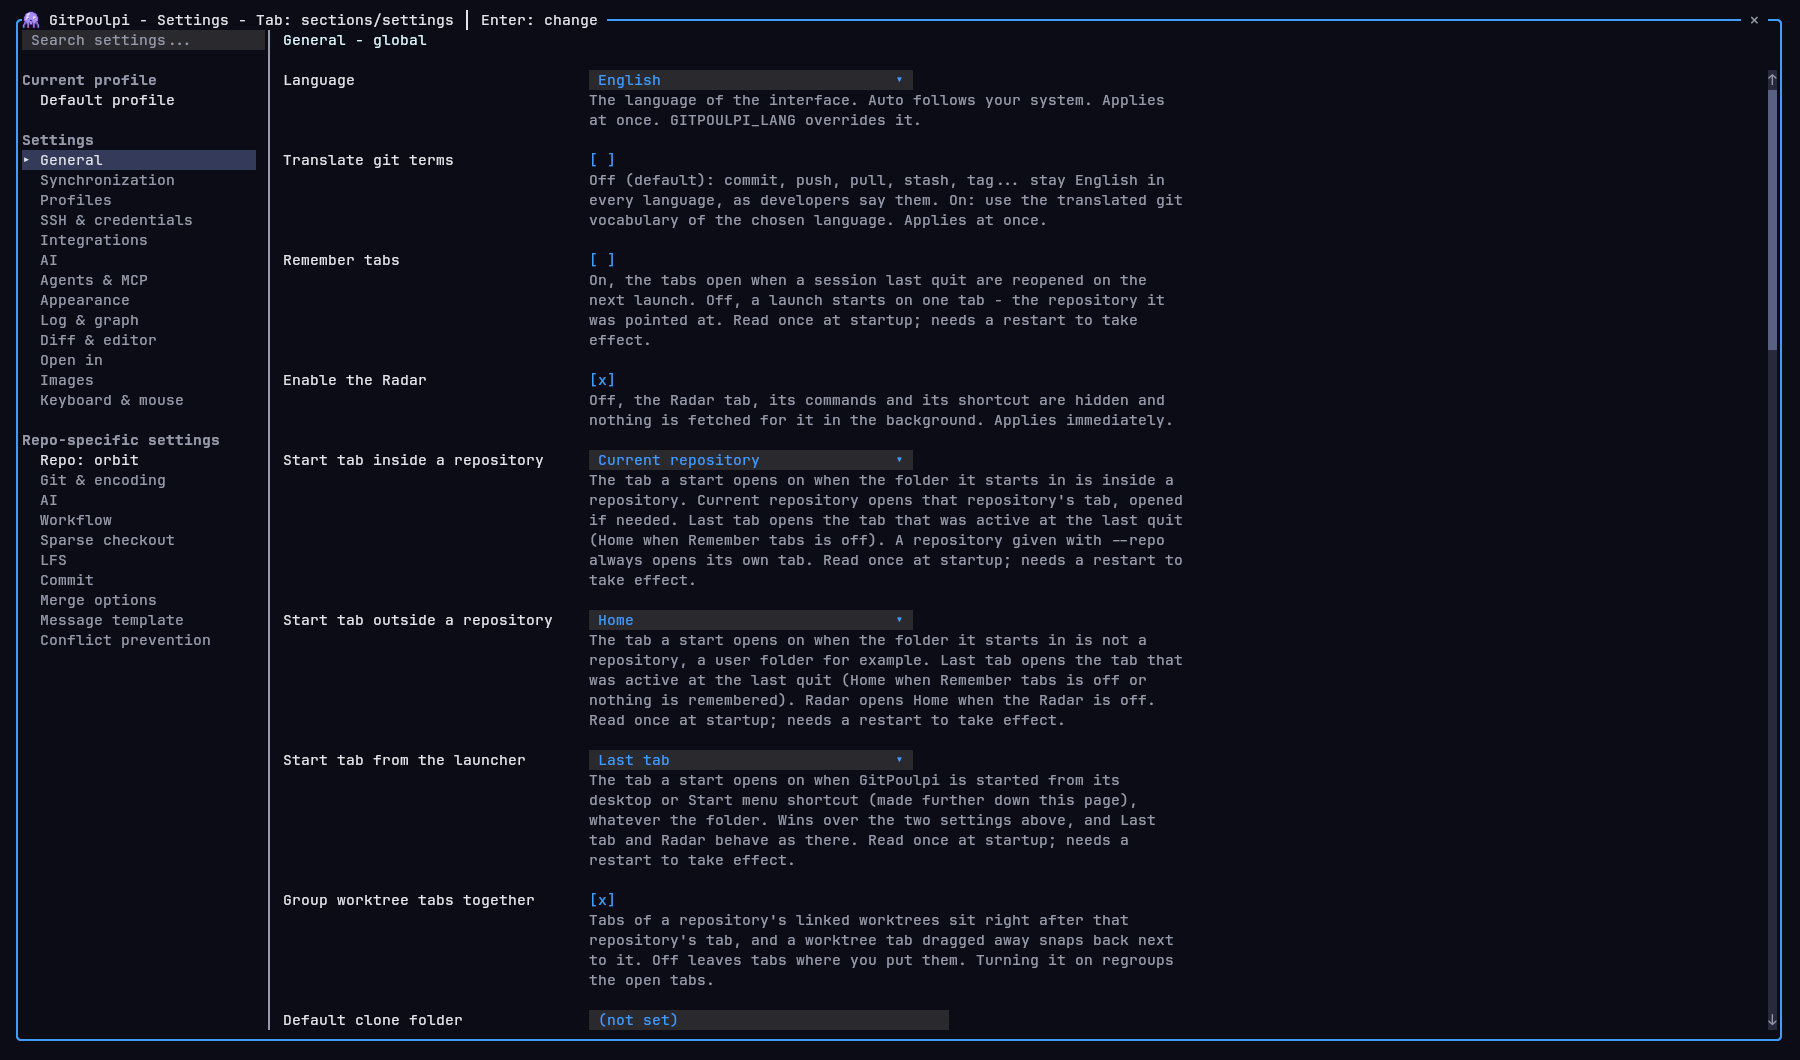 GitPoulpi - Settings - Tab: sections/settings │ Enter: change ×
Search settings...
General - global
Current profile
Default profile
Settings
▸ General
Synchronization
Profiles
SSH & credentials
Integrations
AI
Agents & MCP
Appearance
Log & graph
Diff & editor
Open in
Images
Keyboard & mouse
Repo-specific settings
Repo: orbit
Git & encoding
AI
Workflow
Sparse checkout
LFS
Commit
Merge options
Message template
Conflict prevention
Language
English ▾
The language of the interface. Auto follows your system. Applies
at once. GITPOULPI_LANG overrides it.
Translate git terms
[ ]
Off (default): commit, push, pull, stash, tag... stay English in
every language, as developers say them. On: use the translated git
vocabulary of the chosen language. Applies at once.
Remember tabs
[ ]
On, the tabs open when a session last quit are reopened on the
next launch. Off, a launch starts on one tab - the repository it
was pointed at. Read once at startup; needs a restart to take
effect.
Enable the Radar
[x]
Off, the Radar tab, its commands and its shortcut are hidden and
nothing is fetched for it in the background. Applies immediately.
Start tab inside a repository
Current repository ▾
The tab a start opens on when the folder it starts in is inside a
repository. Current repository opens that repository's tab, opened
if needed. Last tab opens the tab that was active at the last quit
(Home when Remember tabs is off). A repository given with --repo
always opens its own tab. Read once at startup; needs a restart to
take effect.
Start tab outside a repository
Home ▾
The tab a start opens on when the folder it starts in is not a
repository, a user folder for example. Last tab opens the tab that
was active at the last quit (Home when Remember tabs is off or
nothing is remembered). Radar opens Home when the Radar is off.
Read once at startup; needs a restart to take effect.
Start tab from the launcher
Last tab ▾
The tab a start opens on when GitPoulpi is started from its
desktop or Start menu shortcut (made further down this page),
whatever the folder. Wins over the two settings above, and Last
tab and Radar behave as there. Read once at startup; needs a
restart to take effect.
Group worktree tabs together
[x]
Tabs of a repository's linked worktrees sit right after that
repository's tab, and a worktree tab dragged away snaps back next
to it. Off leaves tabs where you put them. Turning it on regroups
the open tabs.
Default clone folder
(not set)